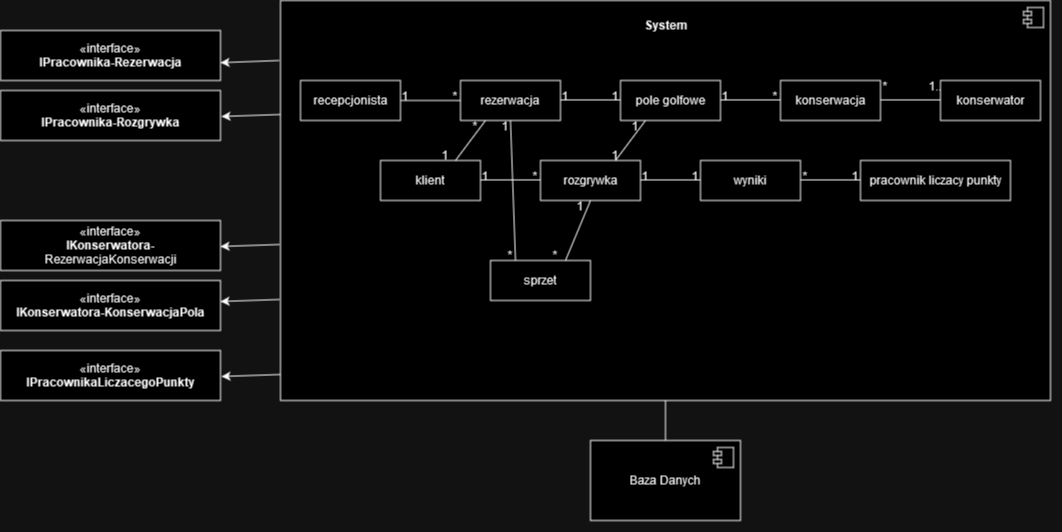 System
«interface»
IPracownika-Rezerwacja
«interface»
IPracownika-Rozgrywka
«interface»
IKonserwatora-
RezerwacjaKonserwacji
«interface»
IKonserwatora-KonserwacjaPola
«interface»
IPracownikaLiczacegoPunkty
recepcjonista 1 * rezerwacja 1 1 pole golfowe 1 * konserwacja * 1.. konserwator
* 1 1
1 1
klient 1 * rozgrywka 1 1 wyniki * 1 pracownik liczacy punkty
1
* *
sprzet
Baza Danych